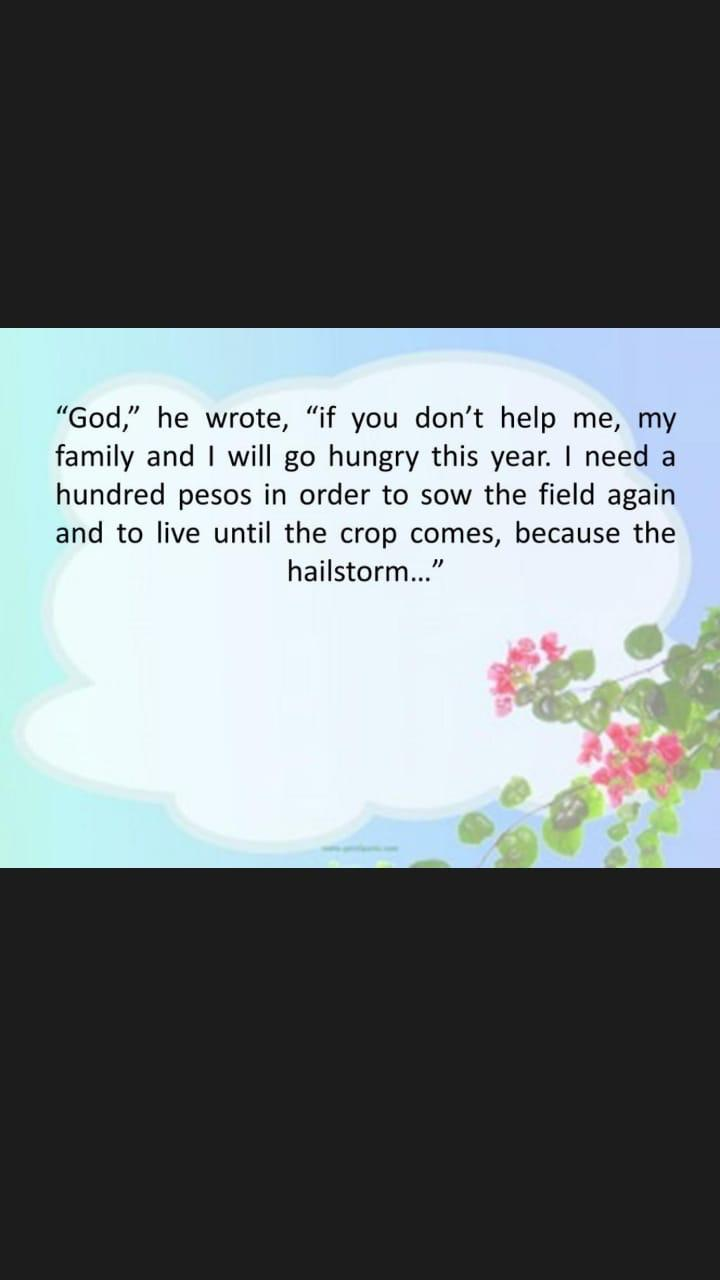 “God,” he wrote, “if you don’t help me, my
family and I will go hungry this year. I need a
hundred pesos in order to sow the field again
and to live until the crop comes, because the
hailstorm…”